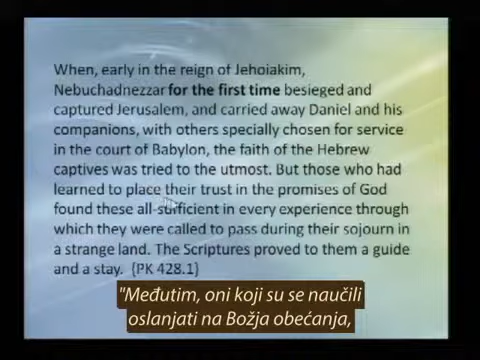 When, early in the reign of Jehoiakim,
Nebuchadnezzar for the first time besieged and
captured Jerusalem, and carried away Daniel and his
companions, with others specially chosen for service
in the court of Babylon, the faith of the Hebrew
captives was tried to the utmost. But those who had
learned to place their trust in the promises of God
found these all-sufficient in every experience through
which they were called to pass during their sojourn in
a strange land. The Scriptures proved to them a guide
and a stay. {PK 428.1}
"Međutim, oni koji su se naučili
oslanjati na Božja obećanja,